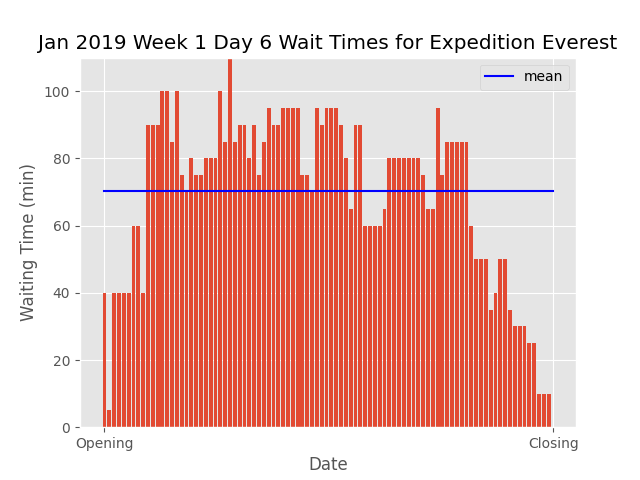 Jan 2019 Week 1 Day 6 Wait Times for Expedition Everest
mean
100
80
60
40
20
0
Waiting Time (min)
Opening
Closing
Date